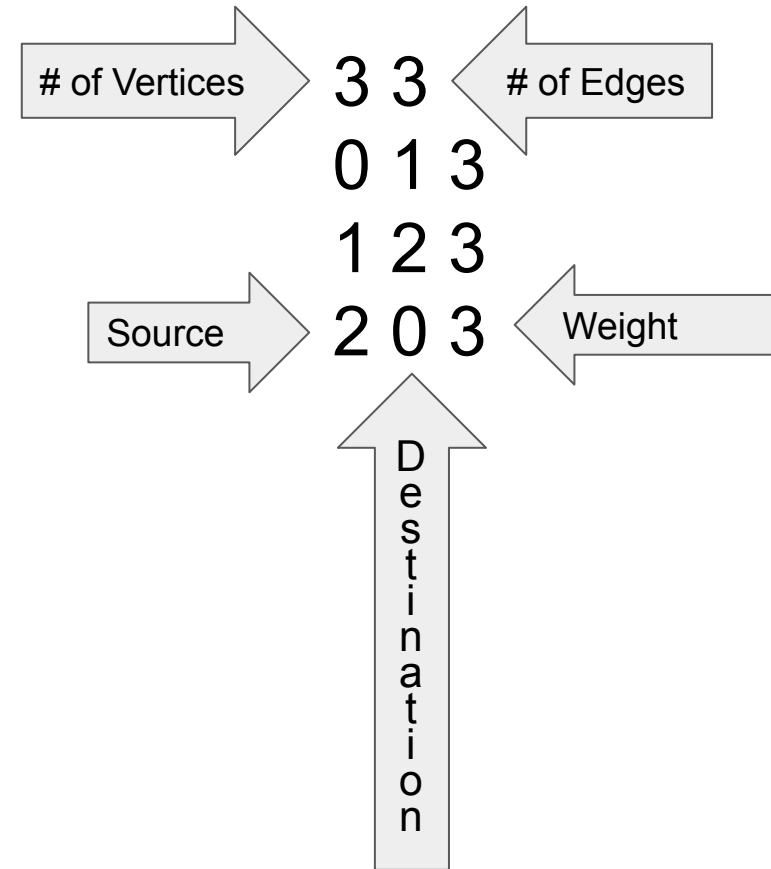 # of Vertices
3 3
# of Edges
0 1 3
1 2 3
Source
2 0 3
Weight
Destination